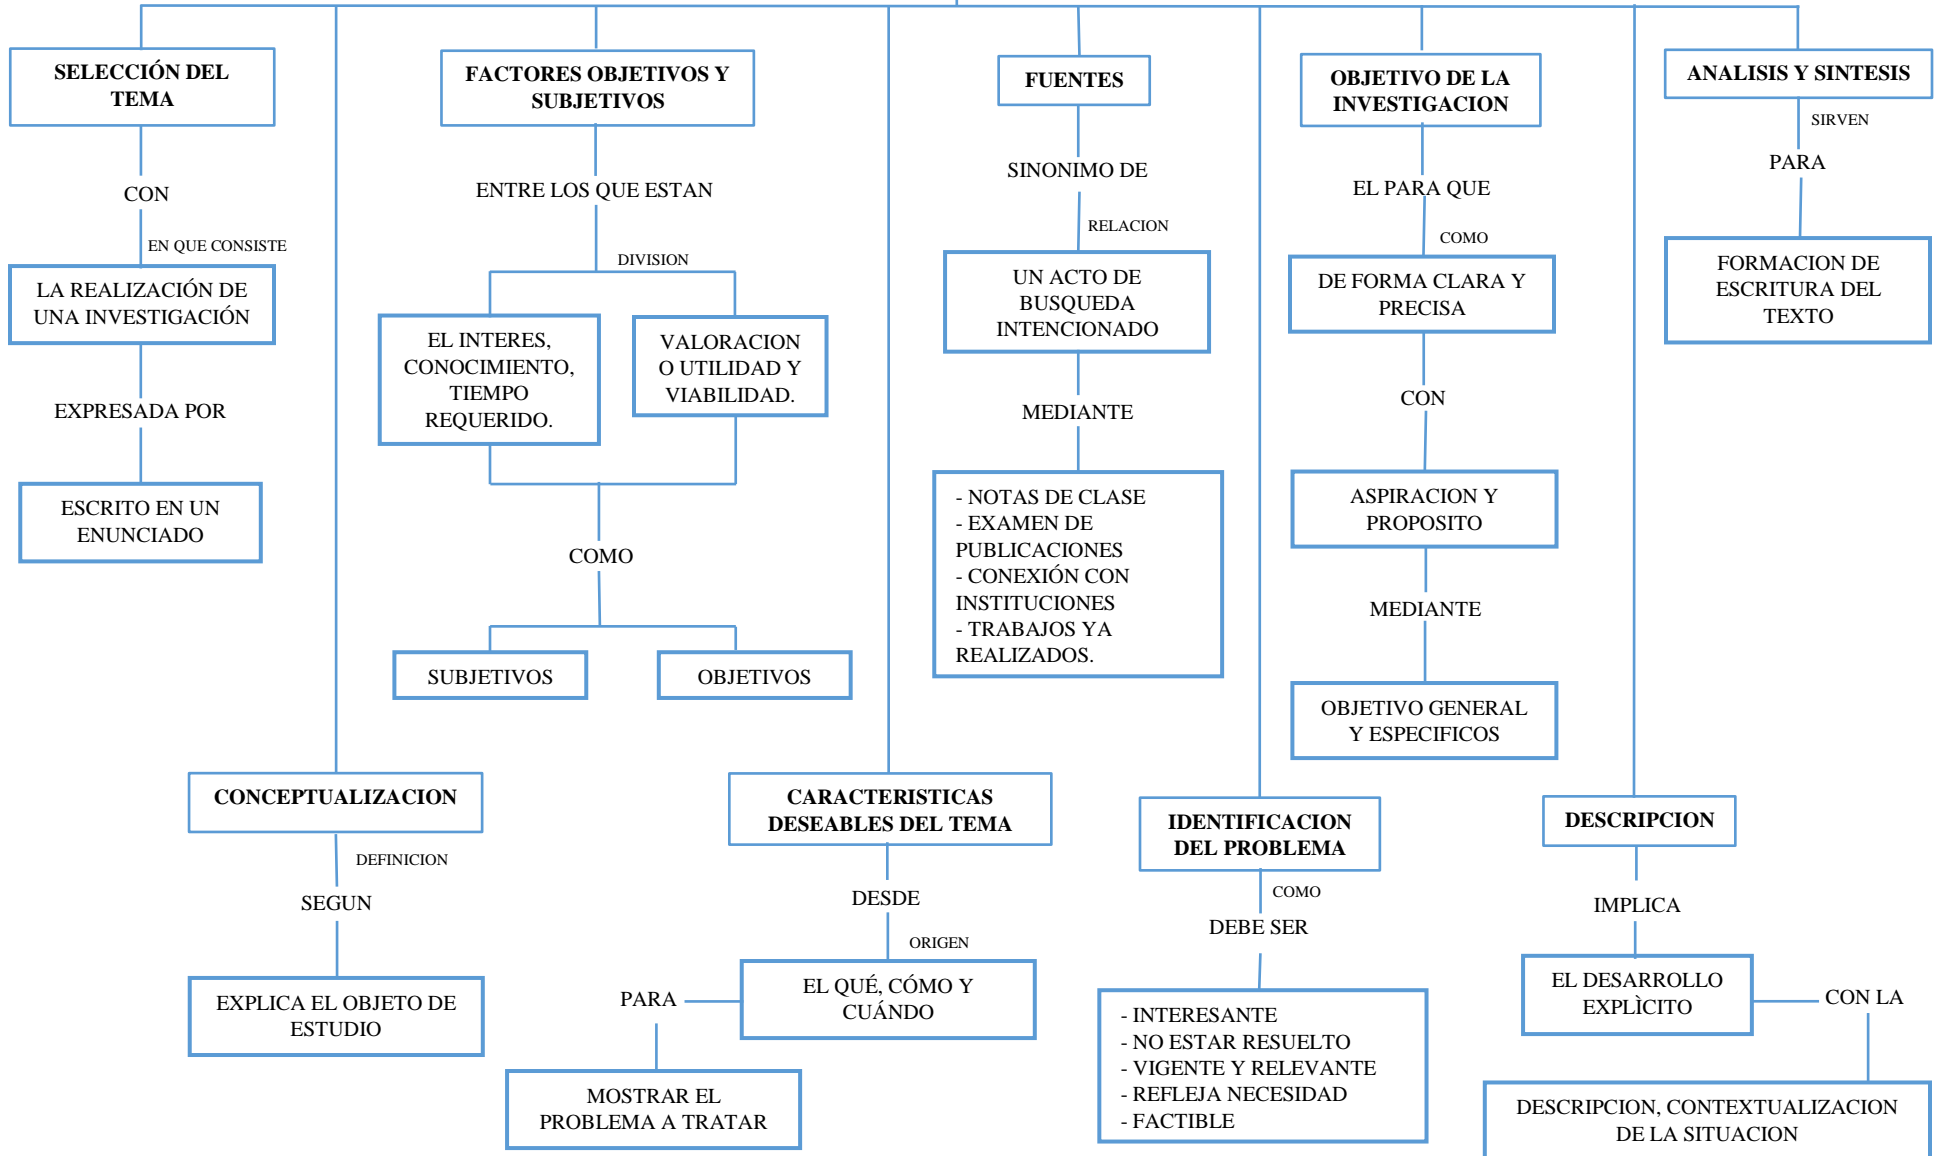 SELECCIÓN DEL
TEMA
CON
EN QUE CONSISTE
LA REALIZACIÓN DE
UNA INVESTIGACIÓN
EXPRESADA POR
ESCRITO EN UN
ENUNCIADO
CONCEPTUALIZACION
DEFINICION
SEGUN
EXPLICA EL OBJETO DE
ESTUDIO
FACTORES OBJETIVOS Y
SUBJETIVOS
ENTRE LOS QUE ESTAN
DIVISION
EL INTERES,
CONOCIMIENTO,
TIEMPO
REQUERIDO.
VALORACION
O UTILIDAD Y
VIABILIDAD.
COMO
SUBJETIVOS
OBJETIVOS
CARACTERISTICAS
DESEABLES DEL TEMA
DESDE
ORIGEN
EL QUÉ, CÓMO Y
CUÁNDO
PARA
MOSTRAR EL
PROBLEMA A TRATAR
FUENTES
SINONIMO DE
RELACION
UN ACTO DE
BUSQUEDA
INTENCIONADO
MEDIANTE
- NOTAS DE CLASE
- EXAMEN DE
PUBLICACIONES
- CONEXIÓN CON
INSTITUCIONES
- TRABAJOS YA
REALIZADOS.
IDENTIFICACION
DEL PROBLEMA
COMO
DEBE SER
- INTERESANTE
- NO ESTAR RESUELTO
- VIGENTE Y RELEVANTE
- REFLEJA NECESIDAD
- FACTIBLE
OBJETIVO DE LA
INVESTIGACION
EL PARA QUE
COMO
DE FORMA CLARA Y
PRECISA
CON
ASPIRACION Y
PROPOSITO
MEDIANTE
OBJETIVO GENERAL
Y ESPECIFICOS
DESCRIPCION
IMPLICA
EL DESARROLLO
EXPLÌCITO
CON LA
DESCRIPCION, CONTEXTUALIZACION
DE LA SITUACION
ANALISIS Y SINTESIS
SIRVEN
PARA
FORMACION DE
ESCRITURA DEL
TEXTO